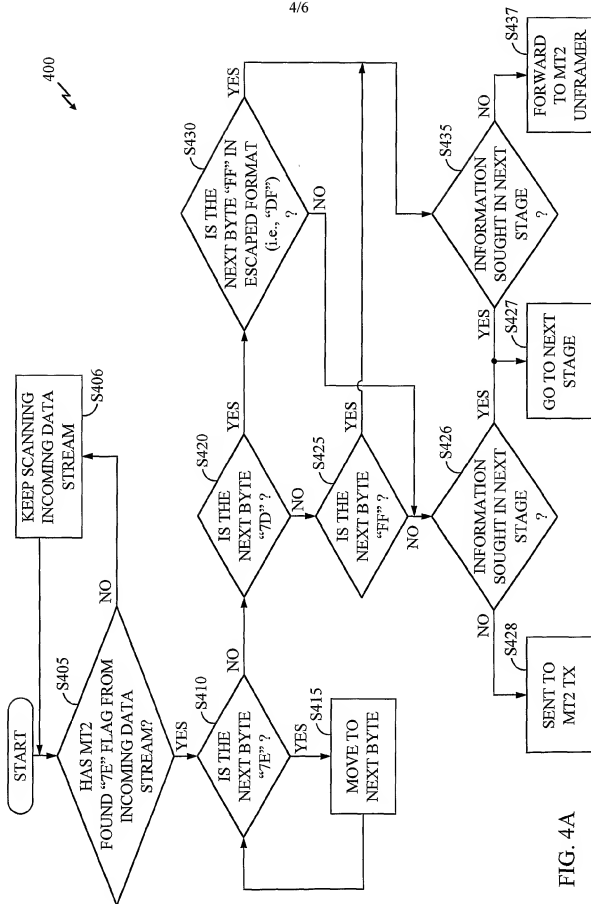 4/6
400
START
KEEP SCANNING
INCOMING DATA
STREAM
S406
S405
HAS MT2
FOUND “7E” FLAG FROM
INCOMING DATA
STREAM?
NO
YES
S410
IS THE
NEXT BYTE
“7E” ?
NO
YES
S415
MOVE TO
NEXT BYTE
S420
IS THE
NEXT BYTE
“7D” ?
YES
NO
S430
IS THE
NEXT BYTE “FF” IN
ESCAPED FORMAT
(i.e., “DF”)
?
YES
NO
S425
IS THE
NEXT BYTE
“FF” ?
YES
NO
S426
INFORMATION
SOUGHT IN NEXT
STAGE
?
NO
YES
S428
SENT TO
MT2 TX
S427
GO TO NEXT
STAGE
S435
INFORMATION
SOUGHT IN NEXT
STAGE
?
YES
NO
S437
FORWARD
TO MT2
UNFRAMER
FIG. 4A